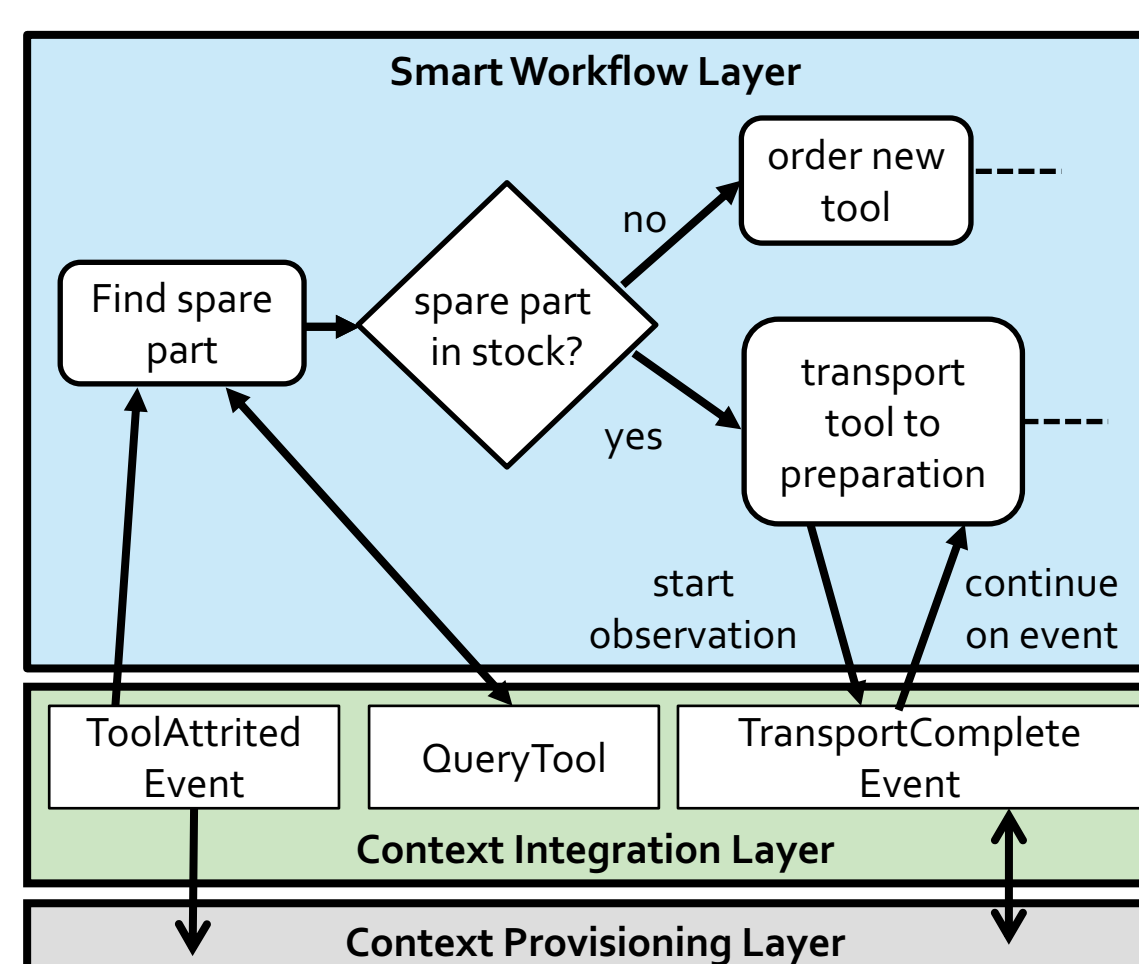 Smart Workflow Layer
order new
tool
no
Find spare
part
spare part
in stock?
transport
tool to
preparation
yes
start
observation
continue
on event
ToolAttrited
Event
QueryTool
TransportComplete
Event
Context Integration Layer
Context Provisioning Layer